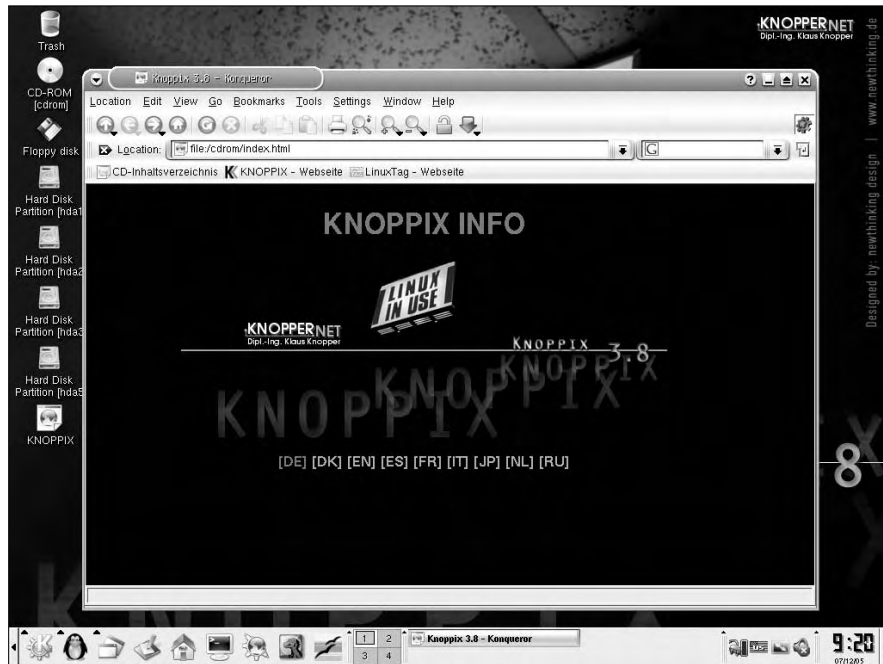 Trash
CD-ROM
[cdrom]
Floppy disk
Hard Disk
Partition [hda1
Hard Disk
Partition [hda2
Hard Disk
Partition [hda3
Hard Disk
Partition [hda5
KNOPPIX
KNOPPERNET
Dipl.-Ing. Klaus Knopper
Designed by: newthinking design | www.newthinking.de
Knoppix 3.8 - Konqueror
Location Edit View Go Bookmarks Tools Settings Window Help
Location: file:/cdrom/index.html
G
CD-Inhaltsverzeichnis KNOPPIX - Webseite LinuxTag - Webseite
KNOPPIX INFO
LINUX
IN USE
KNOPPERNET
Dipl.-Ing. Klaus Knopper
KNOPPIX 3.8
KNOPPIX
KNOPPIX
KNOPPIX
[DE] [DK] [EN] [ES] [FR] [IT] [JP] [NL] [RU]
8
1 2
3 4
Knoppix 3.8 - Konqueror
9:20
07/12/05